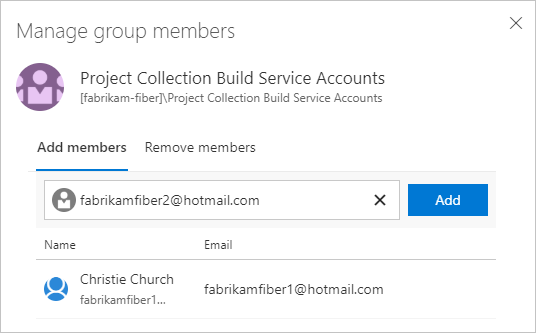 Manage group members
Project Collection Build Service Accounts
[fabrikam-fiber]\Project Collection Build Service Accounts
Add members Remove members
fabrikamfiber2@hotmail.com Add
Name Email
Christie Church
fabrikamfiber1... fabrikamfiber1@hotmail.com